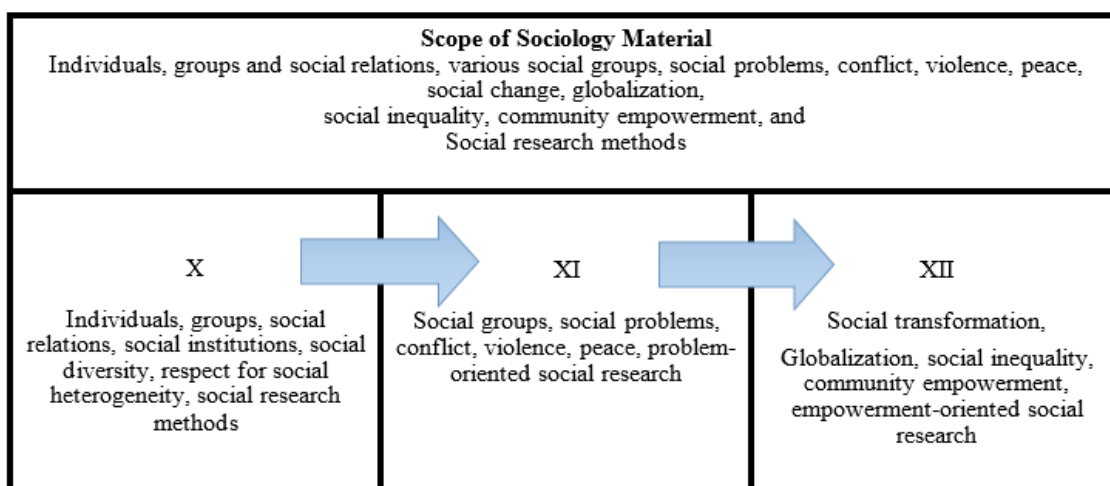 Scope of Sociology Material
Individuals, groups and social relations, various social groups, social problems, conflict, violence, peace,
social change, globalization,
social inequality, community empowerment, and
Social research methods
X
Individuals, groups, social
relations, social institutions, social
diversity, respect for social
heterogeneity, social research
methods
XI
Social groups, social problems,
conflict, violence, peace, problem-
oriented social research
XII
Social transformation,
Globalization, social inequality,
community empowerment,
empowerment-oriented social
research